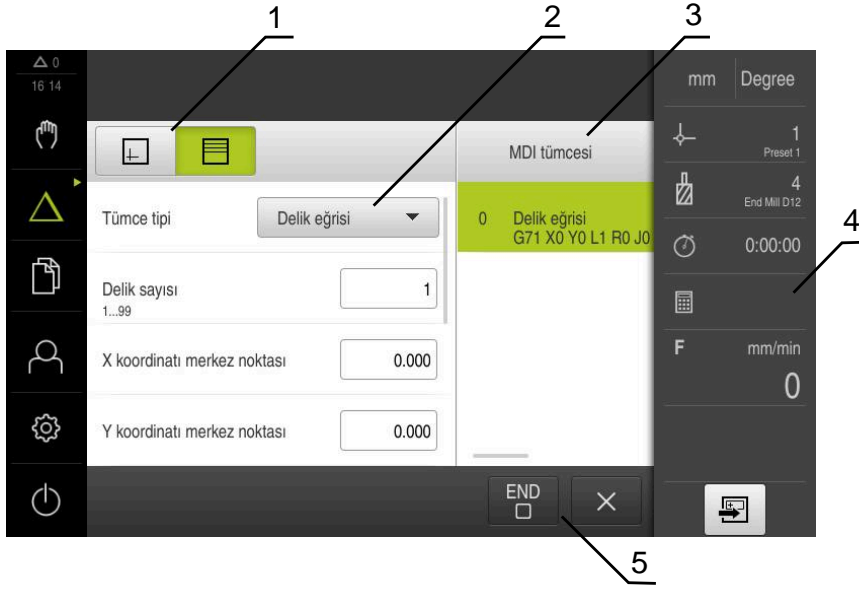 1
2
3
0
16 14
mm
Degree
MDI tümcesi
1
Preset 1
Tümce tipi
Delik eğrisi
0
Delik eğrisi
G71 X0 Y0 L1 R0 J0
4
End Mill D12
4
0:00:00
Delik sayısı
1...99
1
X koordinatı merkez noktası
0.000
F
mm/min
0
Y koordinatı merkez noktası
0.000
END
5